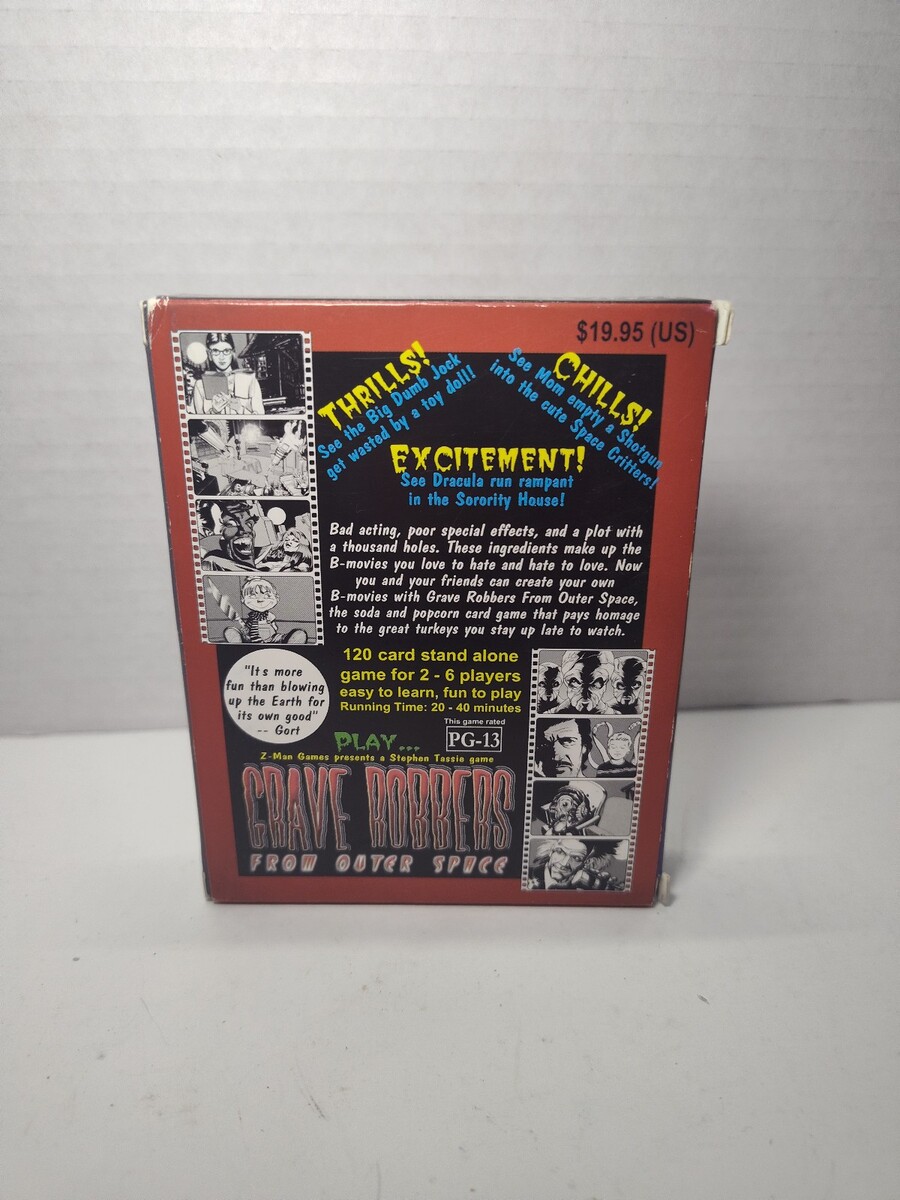 $19.95 (US)
THRILLS!
See the Big Dumb Jock
get wasted by a toy doll!
CHILLS!
See Mom empty a Shotgun
into the cute Space Critters!
EXCITEMENT!
See Dracula run rampant
in the Sorority House!
Bad acting, poor special effects, and a plot with
a thousand holes. These ingredients make up the
B-movies you love to hate and hate to love. Now
you and your friends can create your own
B-movies with Grave Robbers From Outer Space,
the soda and popcorn card game that pays homage
to the great turkeys you stay up late to watch.
"It's more
fun than blowing
up the Earth for
its own good"
-- Gort
120 card stand alone
game for 2 - 6 players
easy to learn, fun to play
Running Time: 20 - 40 minutes
This game rated
PG-13
PLAY...
Z-Man Games presents a Stephen Tassie game
GRAVE ROBBERS
FROM OUTER SPACE